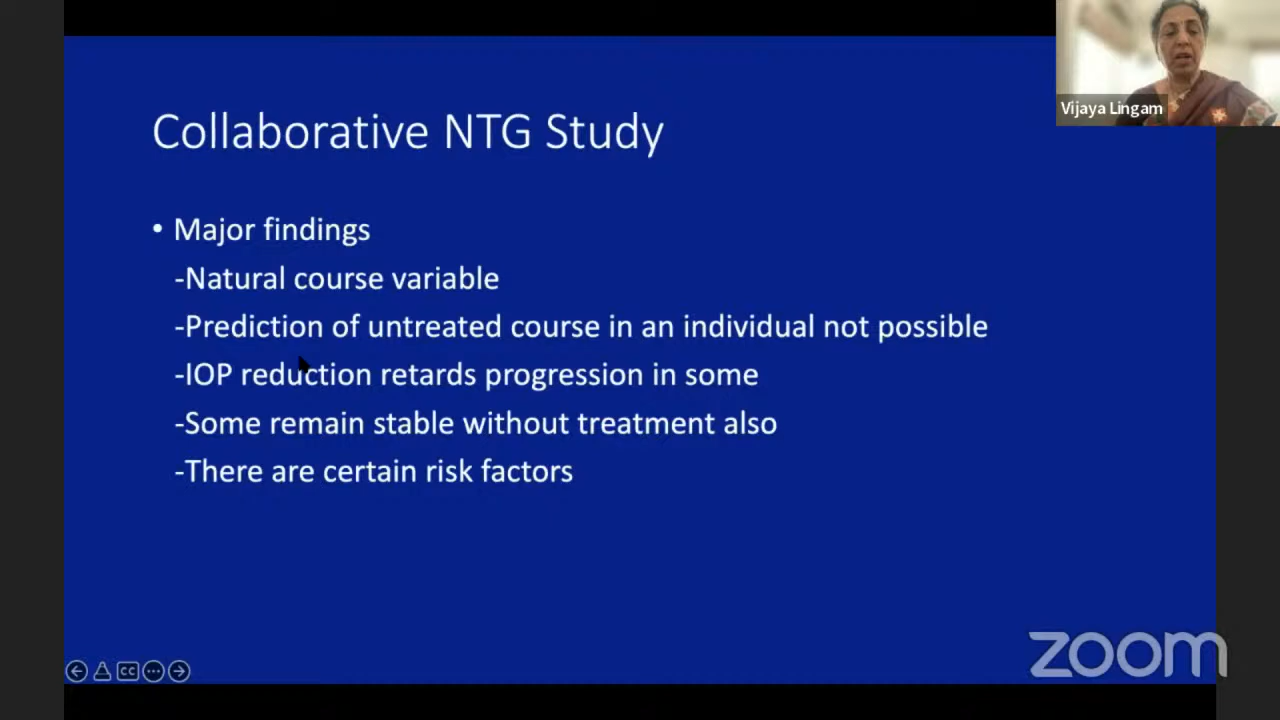 Vijaya Lingam
Collaborative NTG Study
• Major findings
-Natural course variable
-Prediction of untreated course in an individual not possible
-IOP reduction retards progression in some
-Some remain stable without treatment also
-There are certain risk factors
CC
zoom